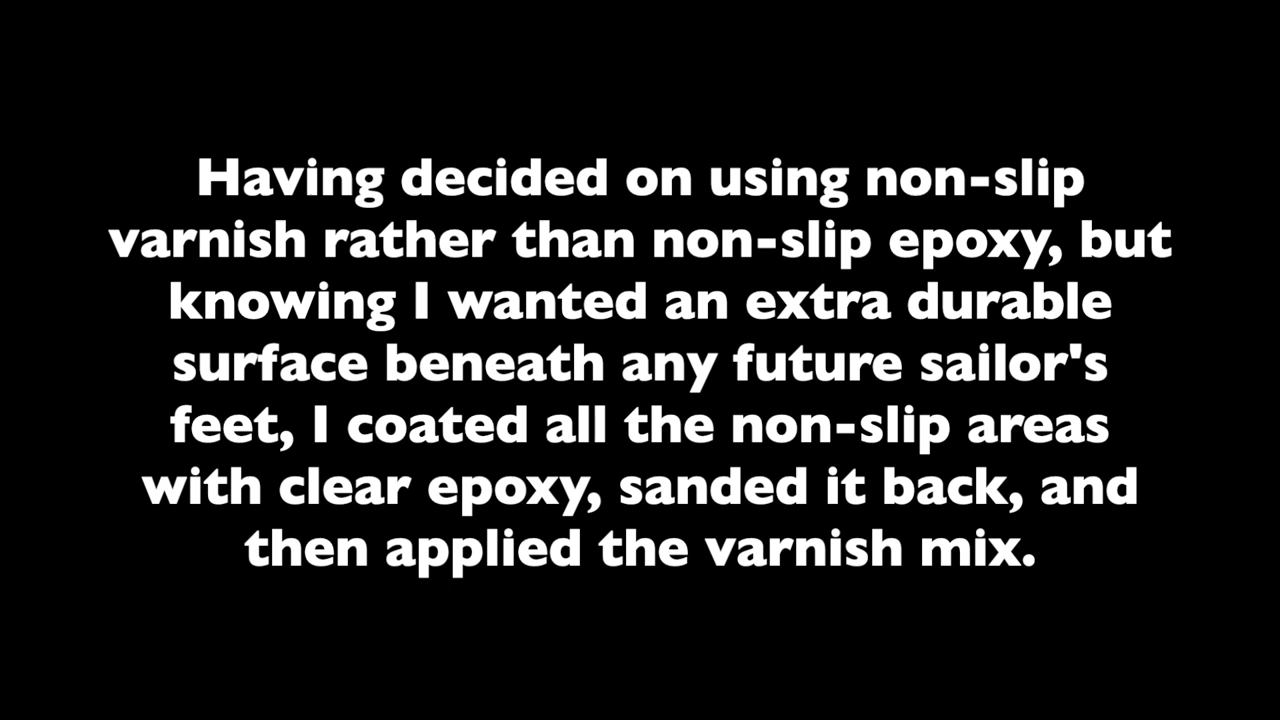 Having decided on using non-slip
varnish rather than non-slip epoxy, but
knowing I wanted an extra durable
surface beneath any future sailor's
feet, I coated all the non-slip areas
with clear epoxy, sanded it back, and
then applied the varnish mix.